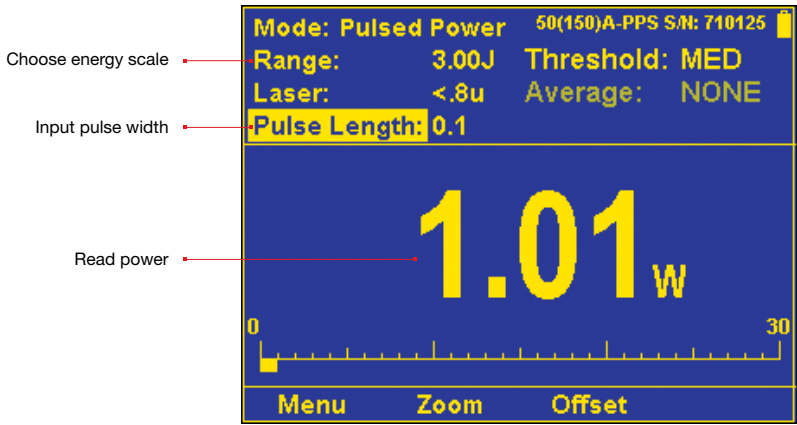 Mode: Pulsed Power 50(150)A-PPS S/N: 710125
Choose energy scale Range: 3.00J Threshold: MED
Laser: <.8u Average: NONE
Input pulse width Pulse Length: 0.1
Read power 1.01 W
0 30
Menu Zoom Offset